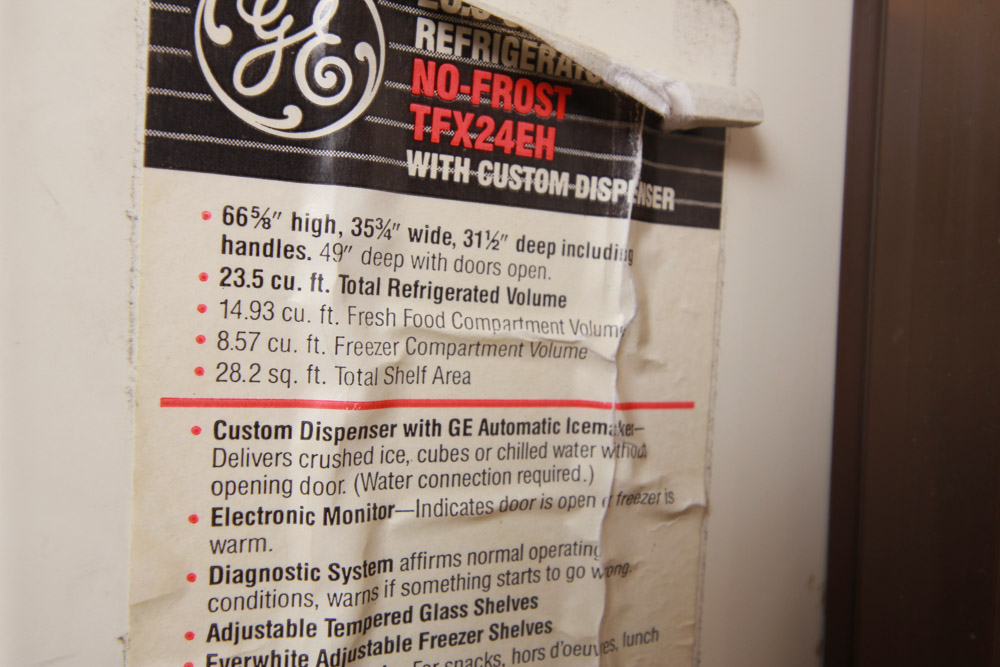 GE
REFRIGERATO
NO-FROST
TFX24EH
WITH CUSTOM DISPENSER
• 66⅝" high, 35¾" wide, 31½" deep including
handles. 49" deep with doors open.
• 23.5 cu. ft. Total Refrigerated Volume
• 14.93 cu. ft. Fresh Food Compartment Volume
• 8.57 cu. ft. Freezer Compartment Volume
• 28.2 sq. ft. Total Shelf Area
• Custom Dispenser with GE Automatic Icemaker—
Delivers crushed ice, cubes or chilled water without
opening door. (Water connection required.)
• Electronic Monitor—Indicates door is open or freezer is
warm.
• Diagnostic System affirms normal operating
conditions, warns if something starts to go wrong.
• Adjustable Tempered Glass Shelves
• Everwhite Adjustable Freezer Shelves
For snacks, hors d'oeuvres, lunch